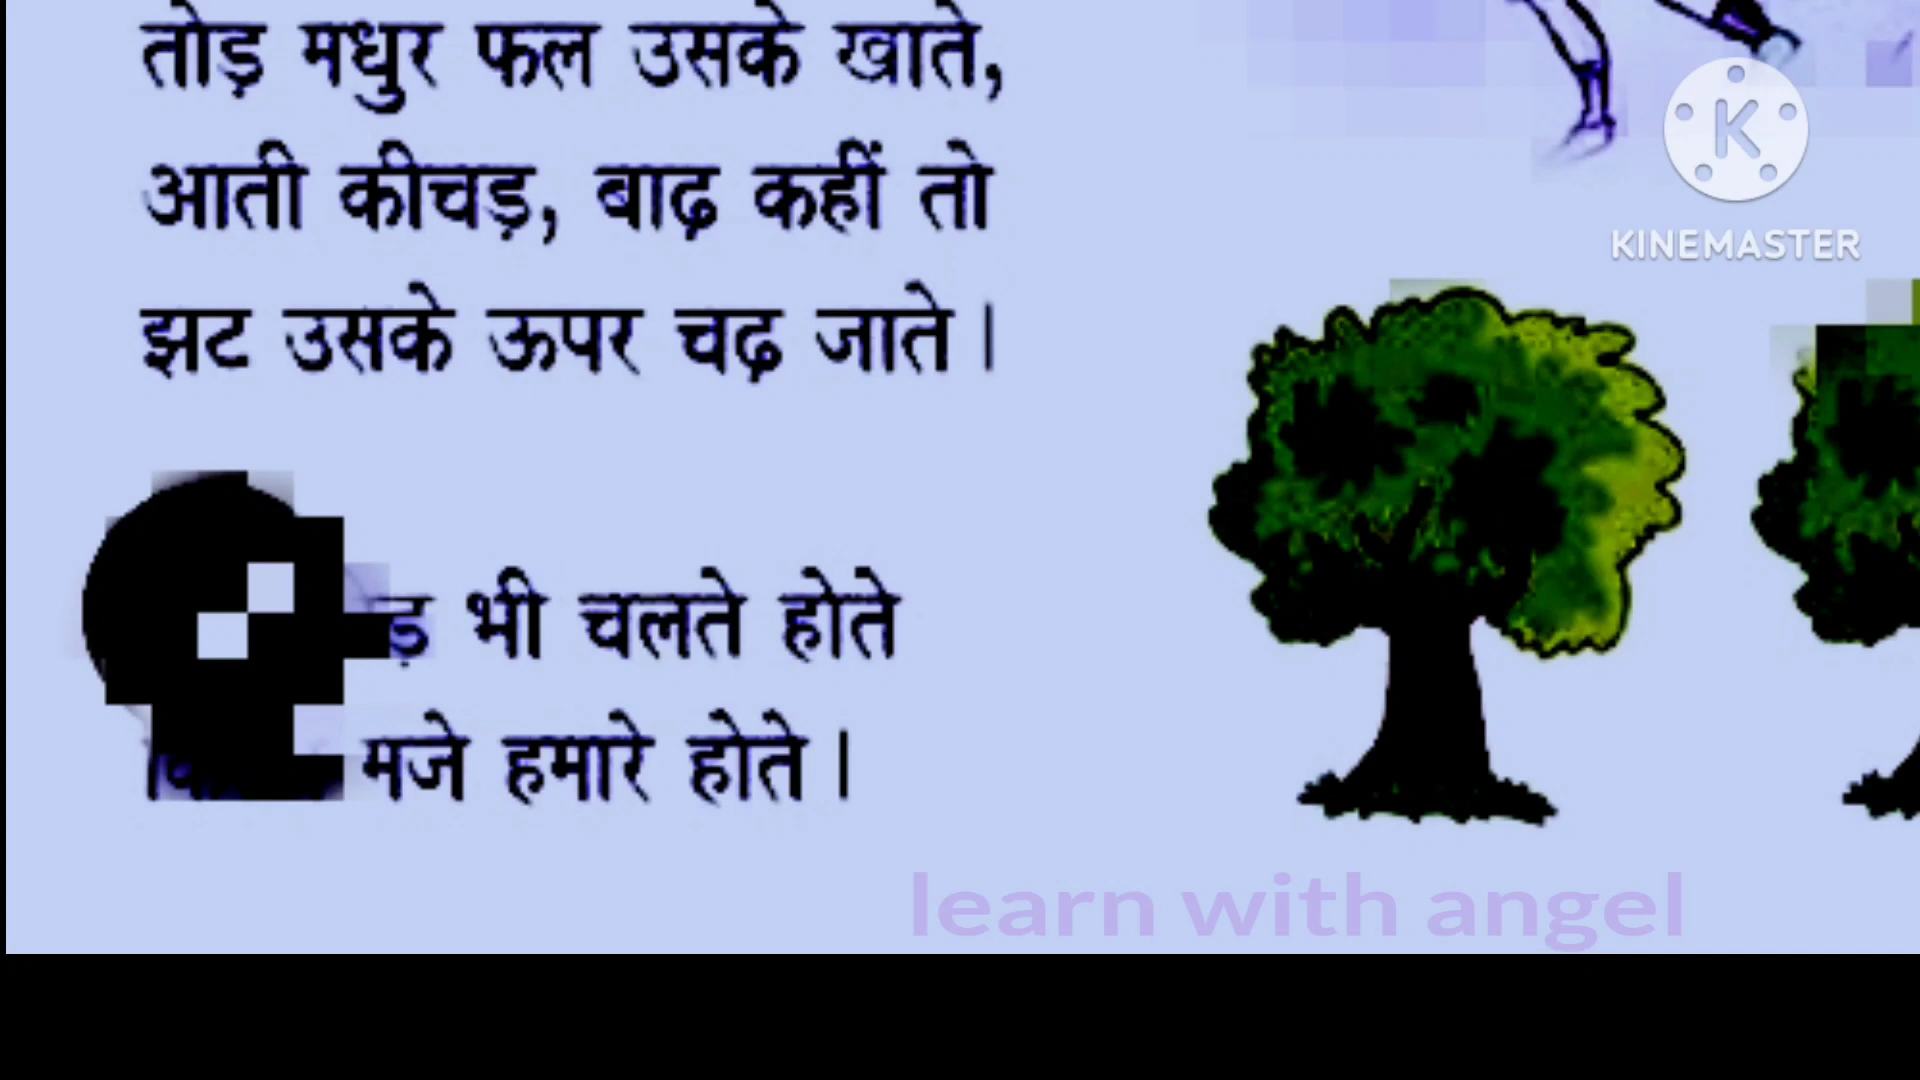 तोड़ मधुर फल उसके खाते,
आती कीचड़, बाढ़ कहीं तो
झट उसके ऊपर चढ़ जाते।
भी चलते होते
मजे हमारे होते।
KINEMASTER
learn with angel